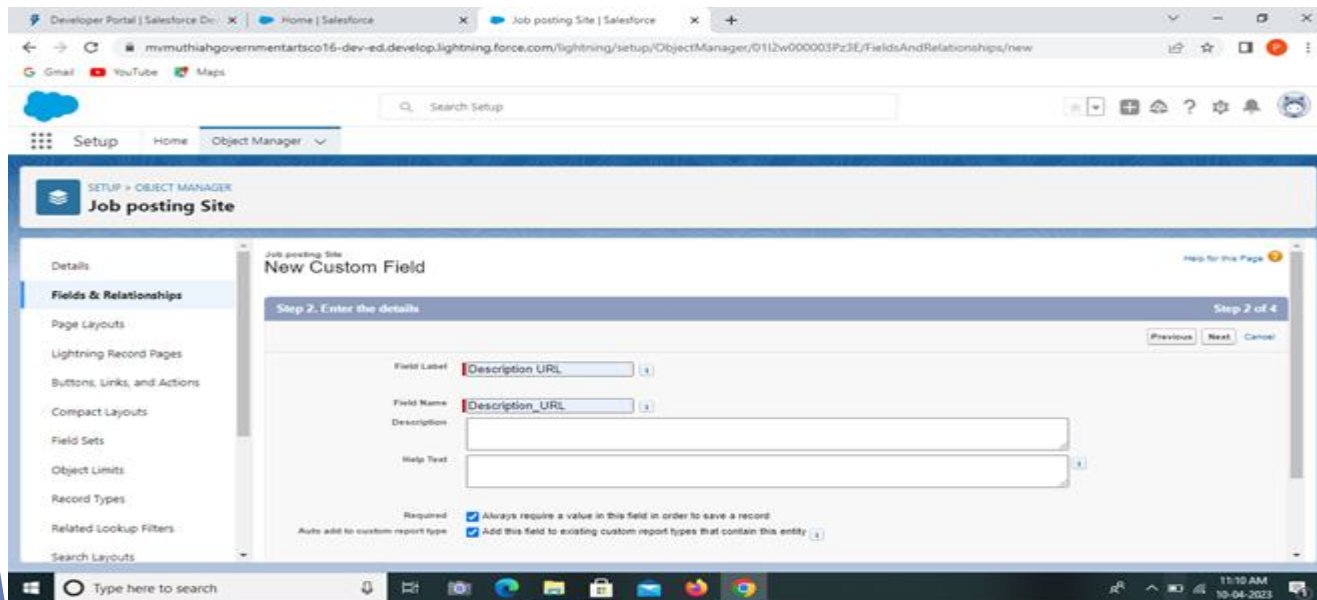 Developer Portal | Salesforce De Home | Salesforce Job posting Site | Salesforce
mvmuthiahgovernmentartsco16-dev-ed.develop.lightning.force.com/lightning/setup/ObjectManager/01I2w000003Pz3E/FieldsAndRelationships/new P
Gmail YouTube Maps
Search Setup
Setup Home Object Manager
SETUP > OBJECT MANAGER
Job posting Site
Details
Fields & Relationships
Page Layouts
Lightning Record Pages
Buttons, Links, and Actions
Compact Layouts
Field Sets
Object Limits
Record Types
Related Lookup Filters
Search Layouts
Job posting Site
New Custom Field
Help for this Page
Step 2. Enter the details Step 2 of 4
Previous Next Cancel
Field Label Description URL i
Field Name Description_URL i
Description
Help Text i
Required Always require a value in this field in order to save a record
Auto add to custom report type Add this field to existing custom report types that contain this entity i
Type here to search
11:10 AM
10-04-2023